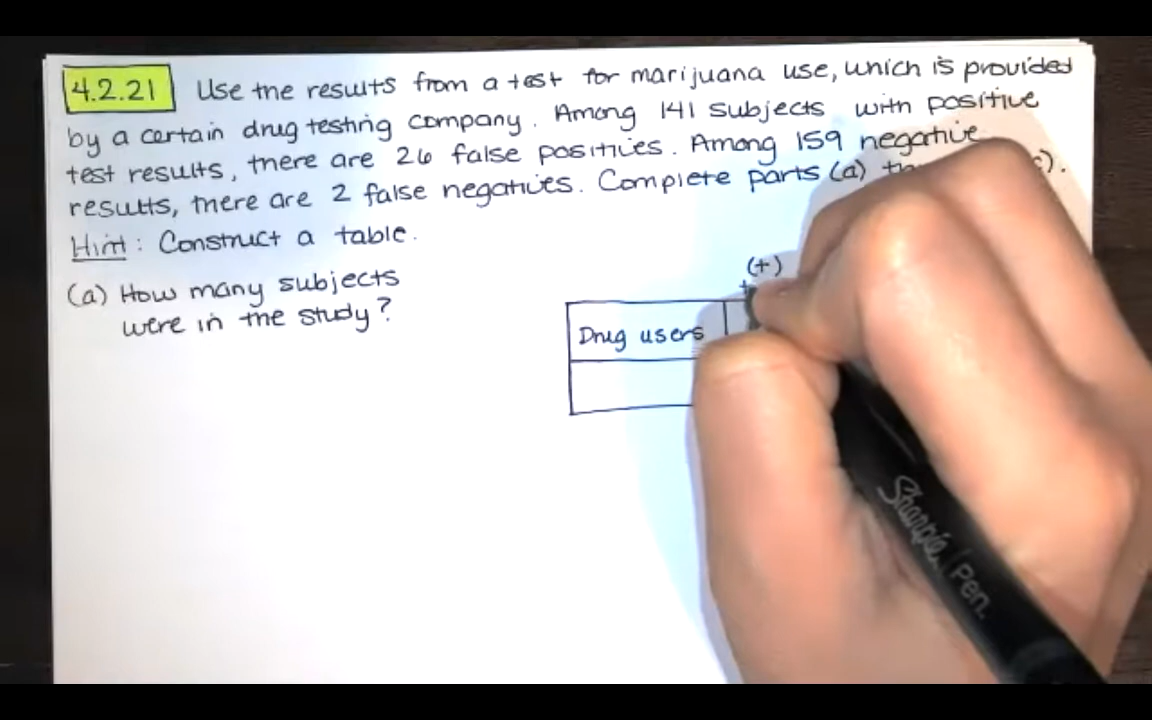 4.2.21 Use the results from a test for marijuana use, which is provided
by a certain drug testing company. Among 141 subjects with positive
test results, there are 26 false positives. Among 159 negative
results, there are 2 false negatives. Complete parts (a) c).
Hint: Construct a table.
(a) How many subjects
were in the study?
(+)
Drug users
Sharpie Pen.